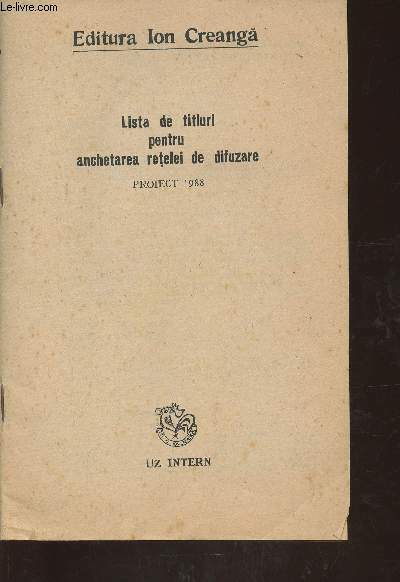 Le-livre.com
Editura Ion Creangă
Lista de titluri
pentru
anchetarea rețelei de difuzare
PROIECT 1988
UZ INTERN